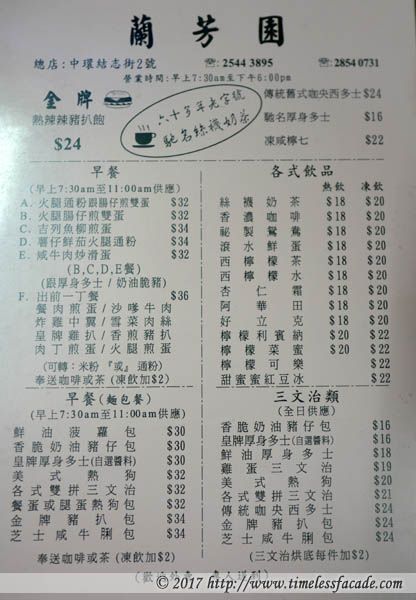 蘭芳園
總店:中環結志街2號 ☏:2544 3895 ☏:2854 0731
營業時間:早上7:30am至下午6:00pm
金牌
熱辣辣豬扒飽
$24
六十多年老字號
馳名絲襪奶茶
傳統舊式咖央西多士 $24
馳名厚身多士 $16
凍咸檸七 $22
早餐
(早上7:30am至11:00am供應)
A. 火腿通粉跟腸仔煎雙蛋 $32
B. 火腿腸仔煎雙蛋 $32
C. 吉列魚柳煎蛋 $34
D. 薯仔鮮茄火腿通粉 $34
E. 咸牛肉炒滑蛋 $32
(B,C,D,E餐)
(跟厚身多士/奶油脆豬)
F. 出前一丁餐 $36
餐肉煎蛋/沙嗲牛肉
炸雞中翼/雪菜肉絲
皇牌雞扒/香煎豬扒
肉丁煎蛋/火腿煎蛋
(可轉:米粉『或』通粉)
奉送咖啡或茶 (凍飲加$2)
各式飲品
熱飲 凍飲
絲襪奶茶 $18 $20
香濃咖啡 $18 $20
祕製鴛鴦 $18 $20
滾水鮮蛋 $18 $20
西檸檬茶 $18 $20
西檸檬水 $18 $20
杏仁霜 $18 $20
阿華田 $18 $20
好立克 $18 $20
檸檬利賓納 $20 $22
檸檬菜蜜 $20 $22
檸檬可樂 $22
甜蜜蜜紅豆冰 $22
早餐(麵包餐)
(早上7:30am至11:00am供應)
鮮油菠蘿包 $30
香脆奶油豬仔包 $30
皇牌厚身多士(自選醬料) $30
美式熱狗 $32
各式雙拼三文治 $32
餐蛋或腿蛋熱狗包 $32
金牌豬扒包 $34
芝士咸牛脷包 $34
奉送咖啡或茶 (凍飲加$2)
三文治類
(全日供應)
香脆奶油豬仔包 $16
皇牌厚身多士(自選醬料) $16
鮮油厚多士 $18
雞蛋三文治 $19
美式熱狗 $20
各式雙拼三文治 $21
傳統咖央西多士 $24
金牌豬扒包 $24
芝士咸牛脷包 $24
(三文治烘底每件加$2)
© 2017 http://www.timelessfacade.com